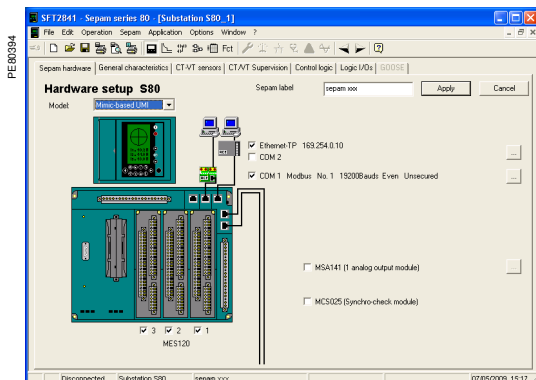 PE80394
SFT2841 - Sepam series 80 - [Substation S80_1]
File Edit Operation Sepam Application Options Window ?
Fct
Sepam hardware General characteristics CT-VT sensors CT/VT Supervision Control logic Logic I/Os GOOSE
Hardware setup S80
Sepam label
sepam xxx
Apply
Cancel
Model:
Mimic-based UMI
Ethernet-TP 169.254.0.10
COM 2
...
COM 1 Modbus No. 1 19200Bauds Even Unsecured
...
MSA141 (1 analog output module)
...
MCS025 (Synchro-check module)
3 2 1
MES120
Disconnected Substation S80 sepam xxx 07/05/2009 15:17